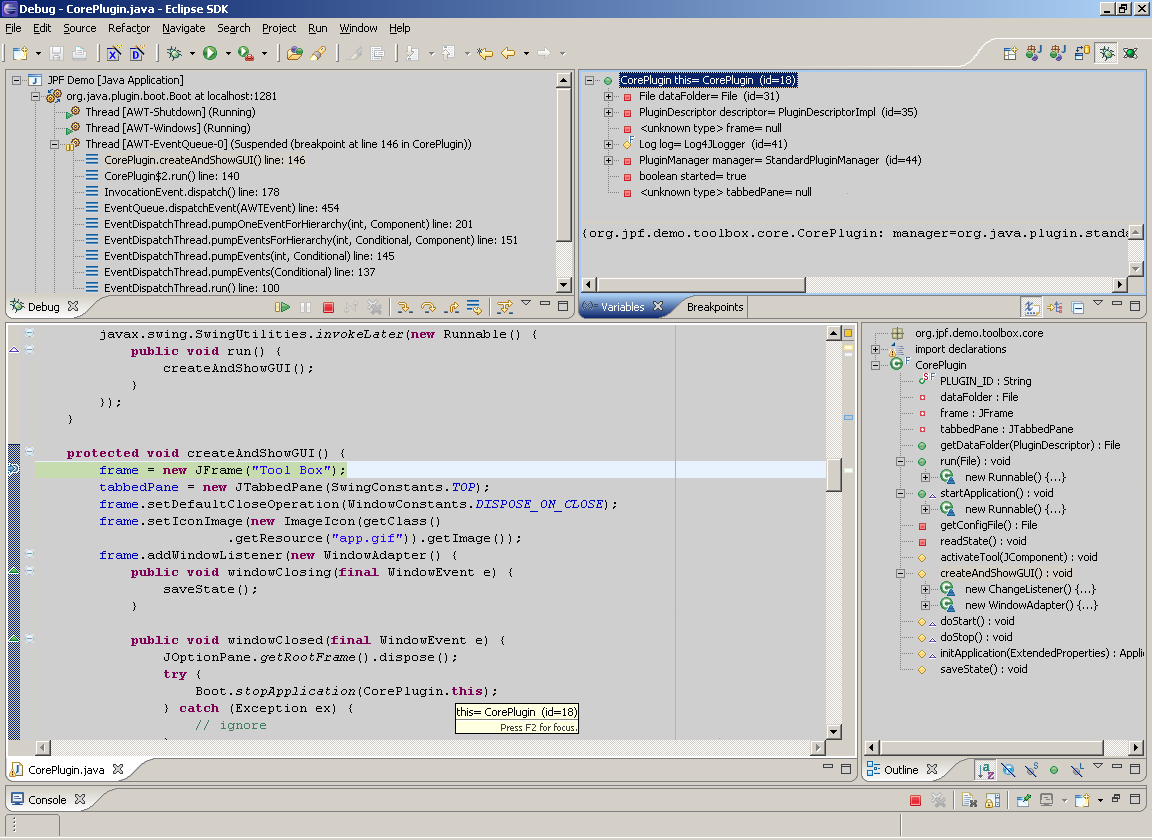 Debug - CorePlugin.java - Eclipse SDK
File Edit Source Refactor Navigate Search Project Run Window Help
JPF Demo [Java Application]
org.java.plugin.boot.Boot at localhost:1281
Thread [AWT-Shutdown] (Running)
Thread [AWT-Windows] (Running)
Thread [AWT-EventQueue-0] (Suspended (breakpoint at line 146 in CorePlugin))
CorePlugin.createAndShowGUI() line: 146
CorePlugin$2.run() line: 140
InvocationEvent.dispatch() line: 178
EventQueue.dispatchEvent(AWTEvent) line: 454
EventDispatchThread.pumpOneEventForHierarchy(int, Component) line: 201
EventDispatchThread.pumpEventsForHierarchy(int, Conditional, Component) line: 151
EventDispatchThread.pumpEvents(int, Conditional) line: 145
EventDispatchThread.pumpEvents(Conditional) line: 137
EventDispatchThread.run() line: 100
Debug
CorePlugin this= CorePlugin (id=18)
File dataFolder= File (id=31)
PluginDescriptor descriptor= PluginDescriptorImpl (id=35)
<unknown type> frame= null
Log log= Log4JLogger (id=41)
PluginManager manager= StandardPluginManager (id=44)
boolean started= true
<unknown type> tabbedPane= null
{org.jpf.demo.toolbox.core.CorePlugin: manager=org.java.plugin.standa
Variables Breakpoints
javax.swing.SwingUtilities.invokeLater(new Runnable() {
public void run() {
createAndShowGUI();
}
});
}
protected void createAndShowGUI() {
frame = new JFrame("Tool Box");
tabbedPane = new JTabbedPane(SwingConstants.TOP);
frame.setDefaultCloseOperation(WindowConstants.DISPOSE_ON_CLOSE);
frame.setIconImage(new ImageIcon(getClass()
.getResource("app.gif")).getImage());
frame.addWindowListener(new WindowAdapter() {
public void windowClosing(final WindowEvent e) {
saveState();
}
public void windowClosed(final WindowEvent e) {
JOptionPane.getRootFrame().dispose();
try {
Boot.stopApplication(CorePlugin.this);
} catch (Exception ex) {
// ignore
this= CorePlugin (id=18)
Press F2 for focus.
CorePlugin.java
org.jpf.demo.toolbox.core
import declarations
CorePlugin
PLUGIN_ID : String
dataFolder : File
frame : JFrame
tabbedPane : JTabbedPane
getDataFolder(PluginDescriptor) : File
run(File) : void
new Runnable() {...}
startApplication() : void
new Runnable() {...}
getConfigFile() : File
readState() : void
activateTool(JComponent) : void
createAndShowGUI() : void
new ChangeListener() {...}
new WindowAdapter() {...}
doStart() : void
doStop() : void
initApplication(ExtendedProperties) : Appli
saveState() : void
Outline
Console